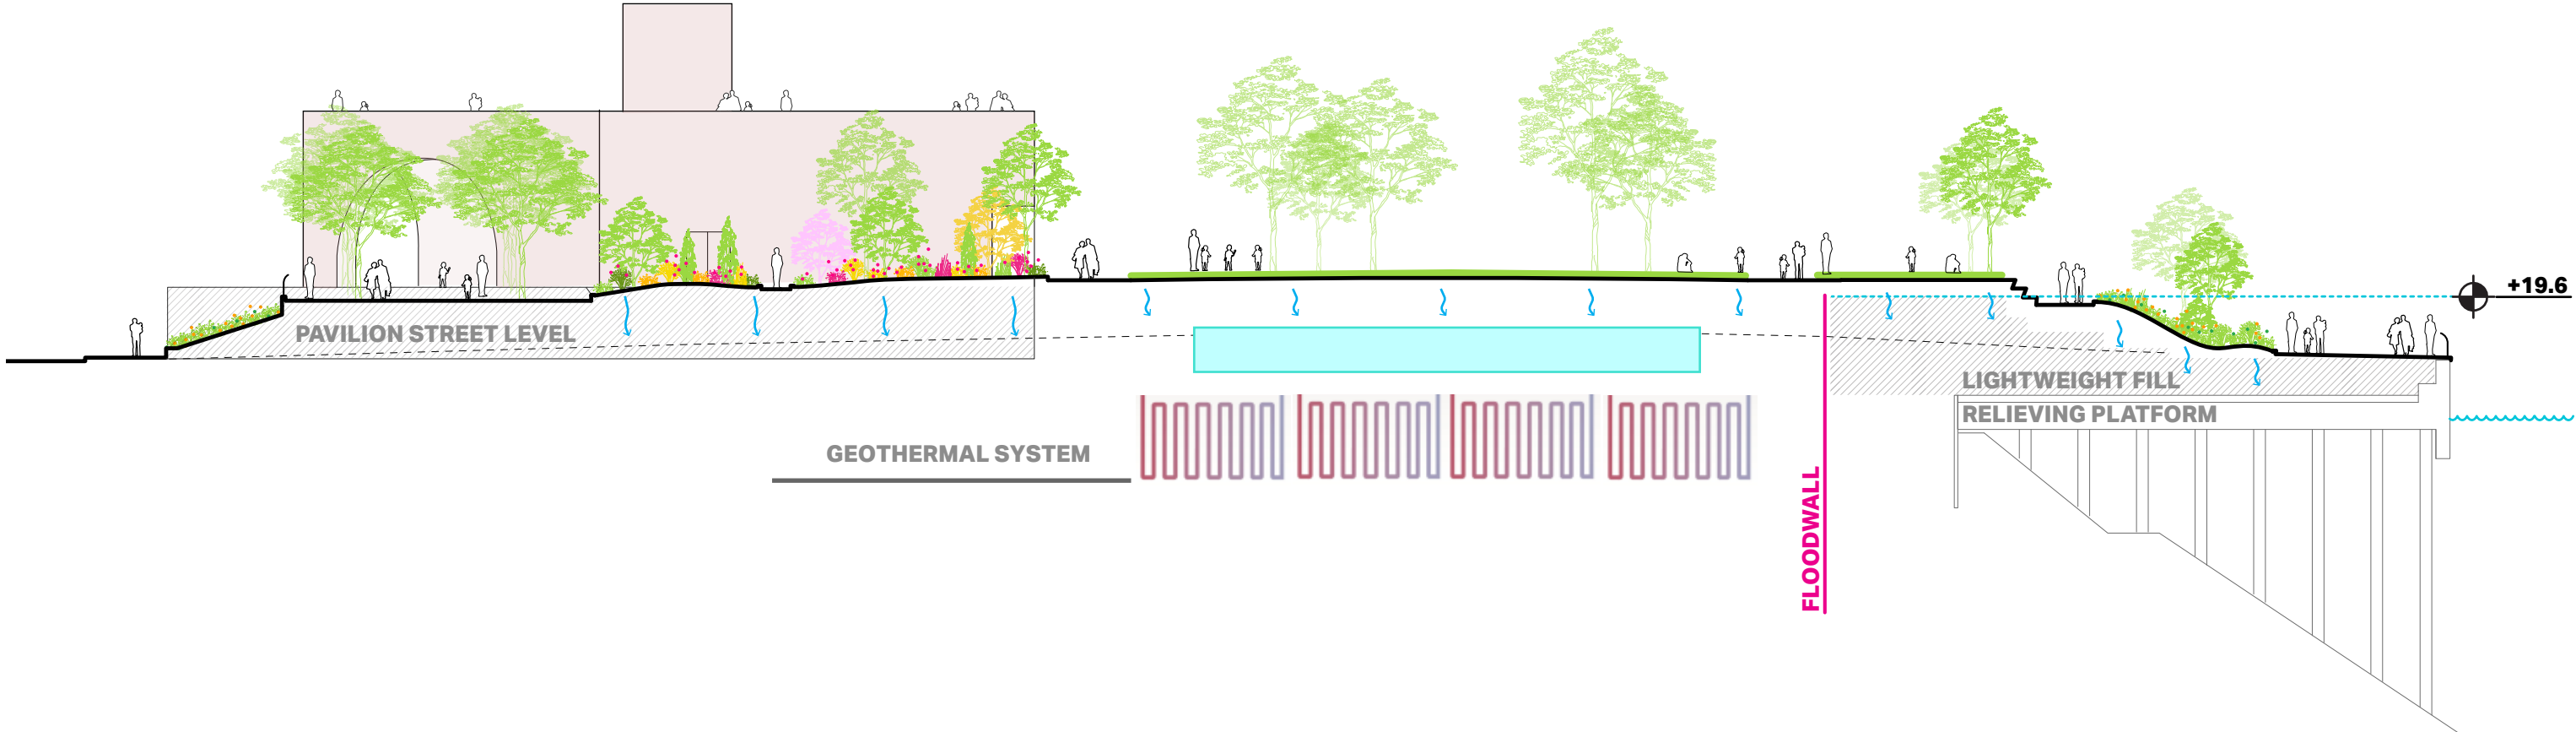 +19.6
PAVILION STREET LEVEL
LIGHTWEIGHT FILL
RELIEVING PLATFORM
GEOTHERMAL SYSTEM
FLOODWALL